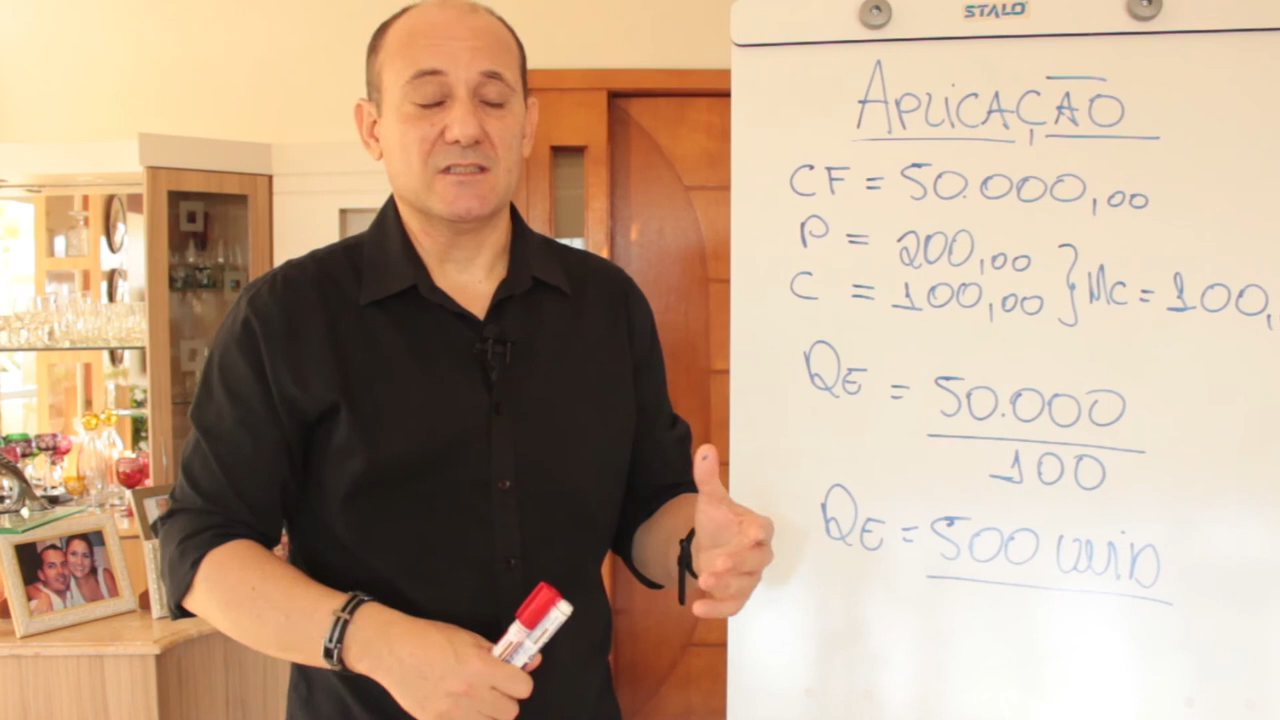 STALO
APLICAÇÃO
CF = 50.000,00
P = 200,00
C = 100,00 } Mc = 100,
QE = 50.000
100
QE = 500 unid